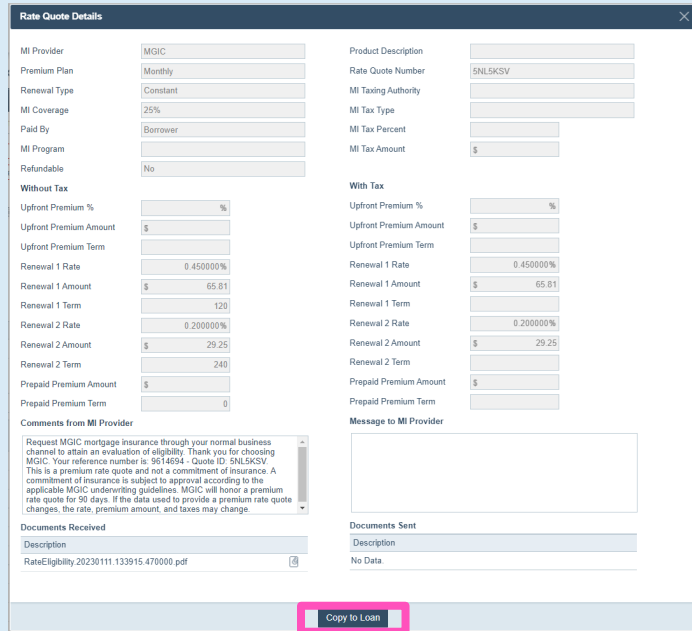 Rate Quote Details
MI Provider
MGIC
Premium Plan
Monthly
Renewal Type
Constant
MI Coverage
25%
Paid By
Borrower
MI Program
Refundable
No
Product Description
Rate Quote Number
5NL5KSV
MI Taxing Authority
MI Tax Type
MI Tax Percent
MI Tax Amount
$
Without Tax
Upfront Premium %
%
Upfront Premium Amount
$
Upfront Premium Term
Renewal 1 Rate
0.450000%
Renewal 1 Amount
$ 65.81
Renewal 1 Term
120
Renewal 2 Rate
0.200000%
Renewal 2 Amount
$ 29.25
Renewal 2 Term
240
Prepaid Premium Amount
$
Prepaid Premium Term
0
With Tax
Upfront Premium %
%
Upfront Premium Amount
$
Upfront Premium Term
Renewal 1 Rate
0.450000%
Renewal 1 Amount
$ 65.81
Renewal 1 Term
Renewal 2 Rate
0.200000%
Renewal 2 Amount
$ 29.25
Renewal 2 Term
Prepaid Premium Amount
$
Prepaid Premium Term
Comments from MI Provider
Request MGIC mortgage insurance through your normal business
channel to attain an evaluation of eligibility. Thank you for choosing
MGIC. Your reference number is: 9614694 - Quote ID: 5NL5KSV.
This is a premium rate quote and not a commitment of insurance. A
commitment of insurance is subject to approval according to the
applicable MGIC underwriting guidelines. MGIC will honor a premium
rate quote for 90 days. If the data used to provide a premium rate quote
changes, the rate, premium amount, and taxes may change.
Message to MI Provider
Documents Received
Description
RateEligibility.20230111.133915.470000.pdf
Documents Sent
Description
No Data.
Copy to Loan